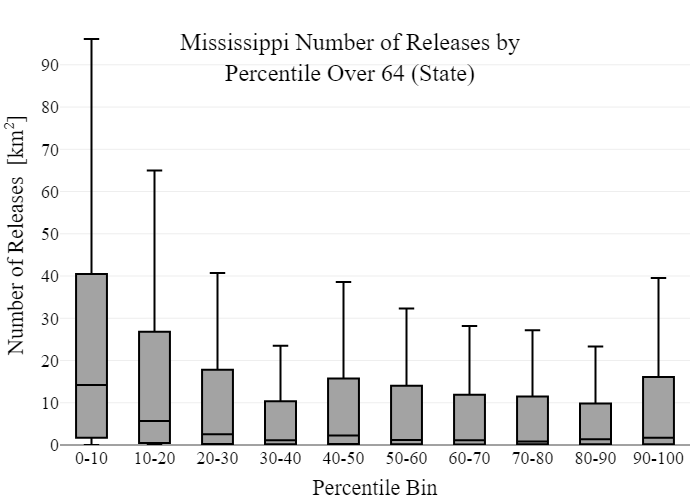 Mississippi Number of Releases by
Percentile Over 64 (State)
Number of Releases [km²]
90
80
70
60
50
40
30
20
10
0
0-10 10-20 20-30 30-40 40-50 50-60 60-70 70-80 80-90 90-100
Percentile Bin